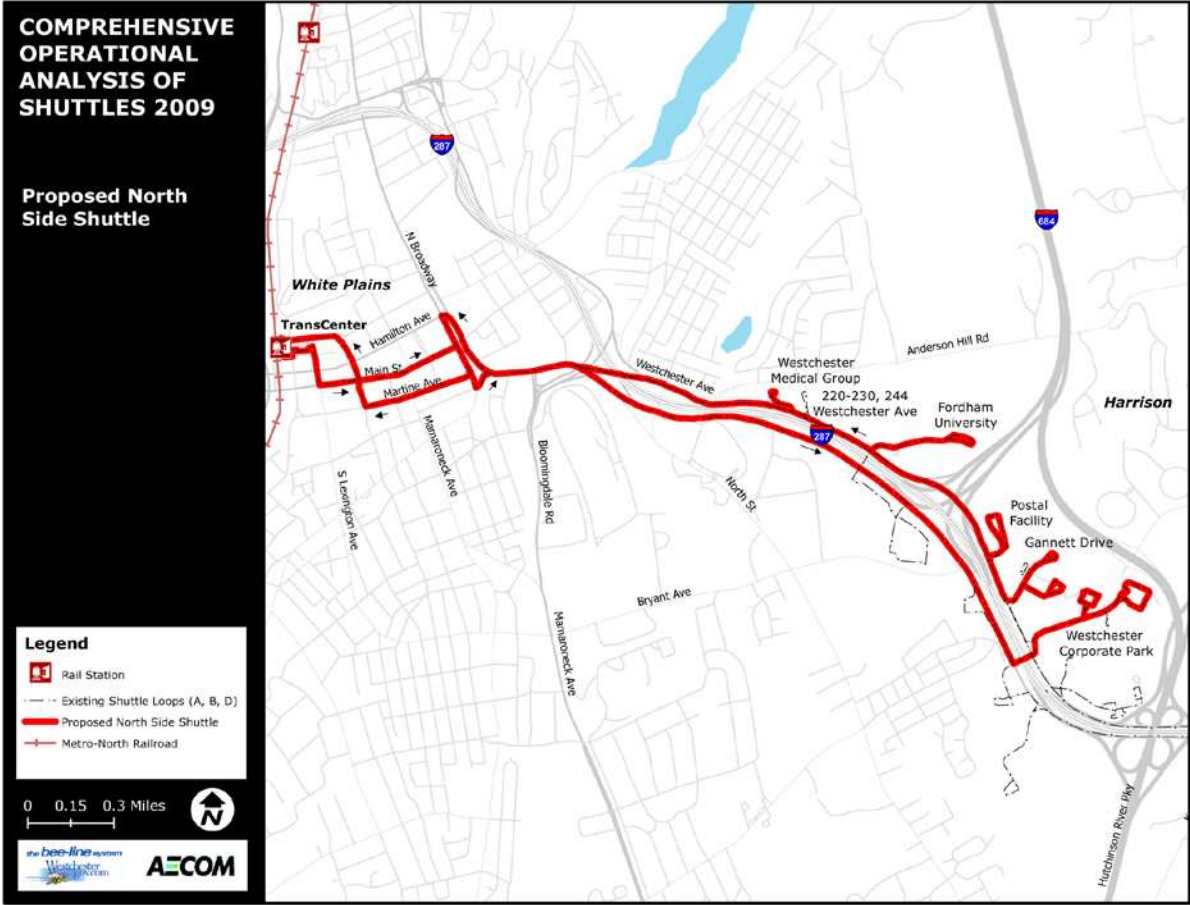 COMPREHENSIVE
OPERATIONAL
ANALYSIS OF
SHUTTLES 2009
Proposed North
Side Shuttle
287
684
N Broadway
White Plains
TransCenter
Hamilton Ave
Main St
Martine Ave
Westchester Ave
Anderson Hill Rd
Westchester
Medical Group
220-230, 244
Westchester Ave
Fordham
University
Harrison
287
Mamaroneck Ave
S Lexington Ave
Bloomingdale Rd
North St
Postal
Facility
Gannett Drive
Bryant Ave
Westchester
Corporate Park
Mamaroneck Ave
Hutchinson River Pky
Legend
Rail Station
Existing Shuttle Loops (A, B, D)
Proposed North Side Shuttle
Metro-North Railroad
0 0.15 0.3 Miles
N
the bee-line system
Westchester
gov.com
AECOM